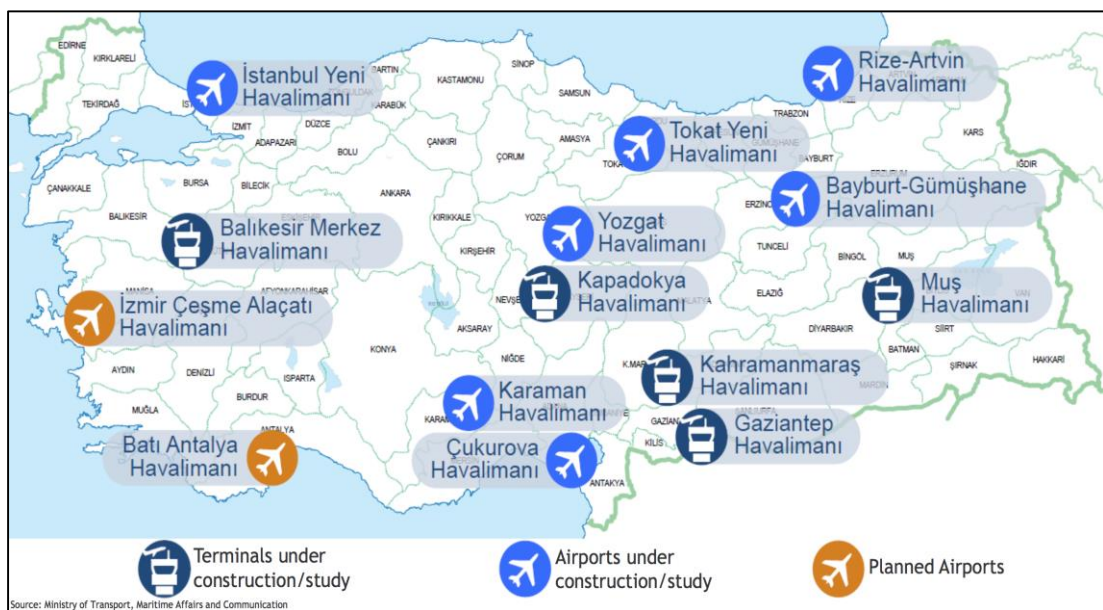 EDİRNE
KIRKLARELİ
TEKİRDAĞ
İstanbul Yeni
Havalimanı
BARTIN
KARABÜK
KASTAMONU
SİNOP
SAMSUN
Rize-Artvin
Havalimanı
TRABZON
KARS
IĞDIR
İZMİT
ADAPAZARI
DÜZCE
BOLU
ÇANKIRI
ÇORUM
AMASYA
Tokat Yeni
Havalimanı
BAYBURT
ÇANAKKALE
BURSA
BİLECİK
ANKARA
Bayburt-Gümüşhane
Havalimanı
BALIKESİR
Balıkesir Merkez
Havalimanı
KIRIKKALE
Yozgat
Havalimanı
TUNCELİ
BİNGÖL
MUŞ
KIRŞEHİR
Kapadokya
Havalimanı
ELAZIĞ
Muş
Havalimanı
VAN
İzmir Çeşme Alaçatı
Havalimanı
AKSARAY
KONYA
NİĞDE
DİYARBAKIR
SİİRT
BATMAN
ŞIRNAK
HAKKARİ
AYDIN
DENİZLİ
ISPARTA
BURDUR
MUĞLA
ANTALYA
Karaman
Havalimanı
Kahramanmaraş
Havalimanı
MARDİN
Batı Antalya
Havalimanı
Çukurova
Havalimanı
KİLİS
Gaziantep
Havalimanı
ANTAKYA
Terminals under
construction/study
Airports under
construction/study
Planned Airports
Source: Ministry of Transport, Maritime Affairs and Communication